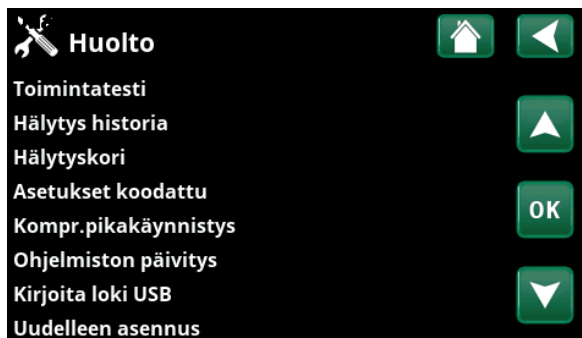 Huolto
Toimintatesti
Hälytys historia
Hälytyskori
Asetukset koodattu
Kompr.pikakäynnistys
OK
Ohjelmiston päivitys
Kirjoita loki USB
Uudelleen asennus